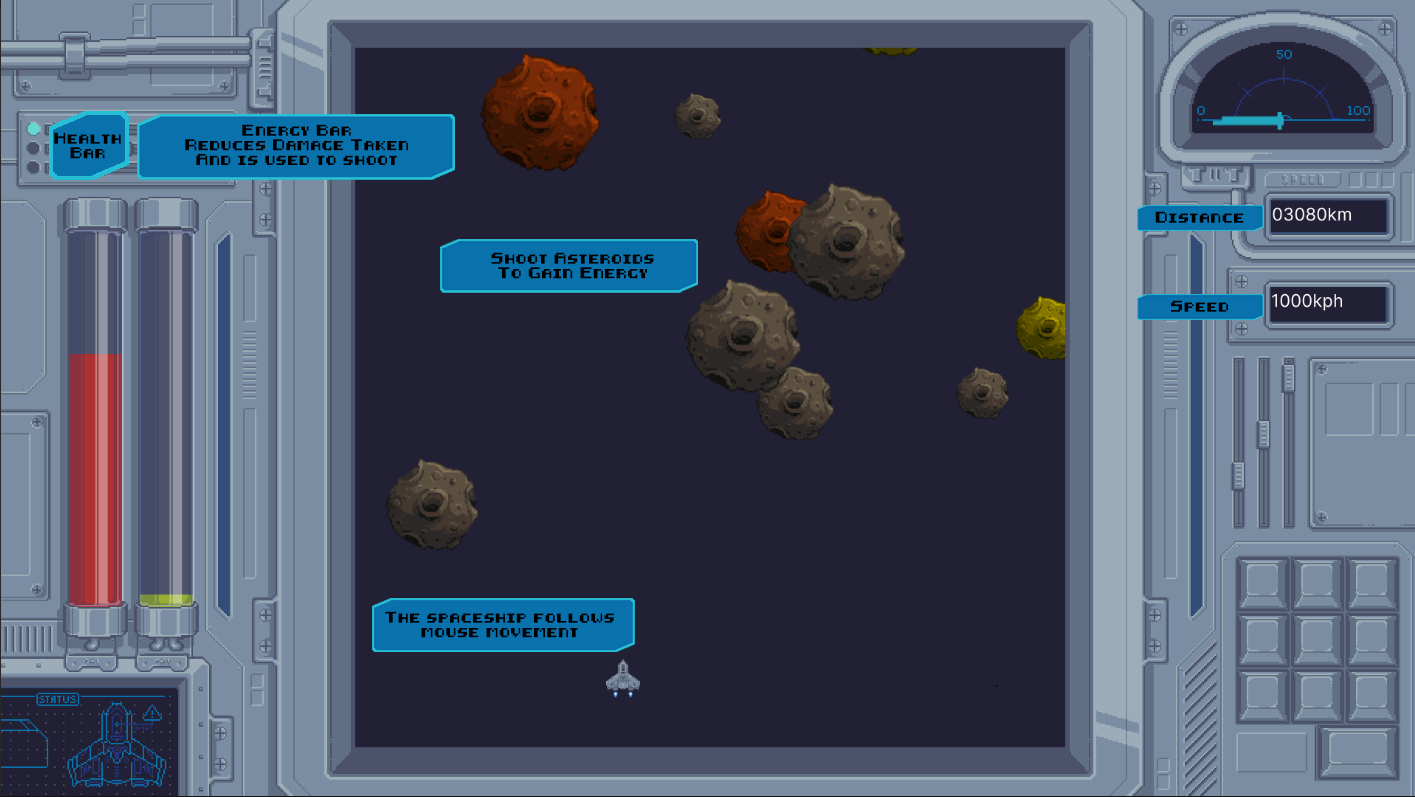 50
0
100
Health
Bar
Energy Bar
Reduces Damage Taken
And is used to shoot
SPEED
Distance
03080km
Shoot Asteroids
To Gain Energy
Speed
1000kph
The spaceship follows
mouse movement
STATUS